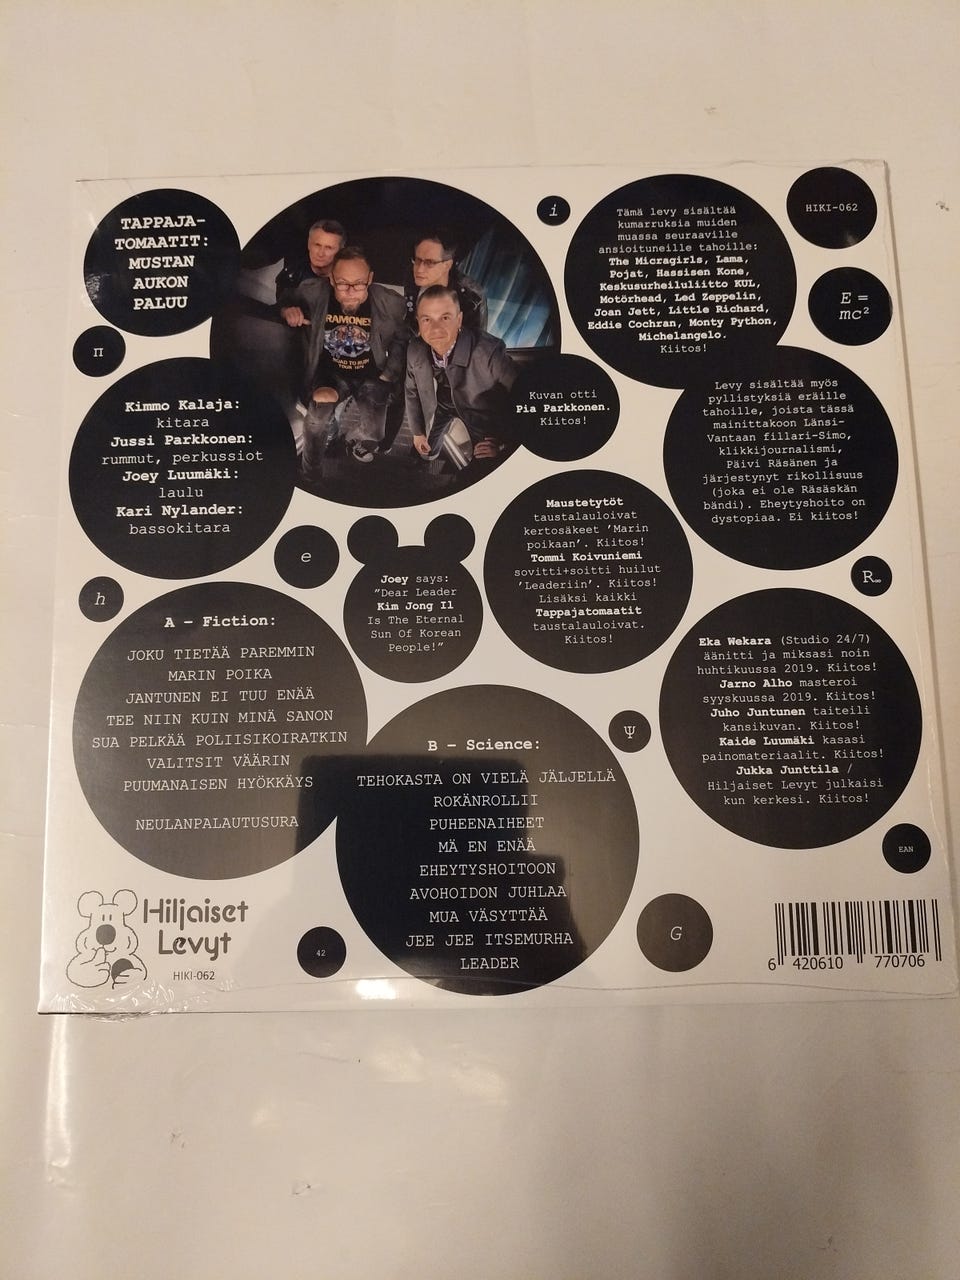 TAPPAJA-
TOMAATIT:
MUSTAN
AUKON
PALUU
π
Kimmo Kalaja:
kitara
Jussi Parkkonen:
rummut, perkussiot
Joey Luumäki:
laulu
Kari Nylander:
bassokitara
RAMONES
ROAD TO RUIN
i
Tämä levy sisältää
kumarruksia muiden
muassa seuraaville
ansioituneille tahoille:
The Micragirls, Lama,
Pojat, Hassisen Kone,
Keskusurheiluliitto KUL,
Motörhead, Led Zeppelin,
Joan Jett, Little Richard,
Eddie Cochran, Monty Python,
Michelangelo.
Kiitos!
HIKI-062
E =
mc²
Kuvan otti
Pia Parkkonen.
Kiitos!
Levy sisältää myös
pyllistyksiä eräille
tahoille, joista tässä
mainittakoon Länsi-
Vantaan fillari-Simo,
klikkijournalismi,
Päivi Räsänen ja
järjestynyt rikollisuus
(joka ei ole Räsäskän
bändi). Eheytyshoito on
dystopiaa. Ei kiitos!
e
h
Joey says:
"Dear Leader
Kim Jong Il
Is The Eternal
Sun Of Korean
People!"
Maustetytöt
taustalauloivat
kertosäkeet 'Marin
poikaan'. Kiitos!
Tommi Koivuniemi
sovitti+soitti huilut
'Leaderiin'. Kiitos!
Lisäksi kaikki
Tappajatomaatit
taustalauloivat.
Kiitos!
R∞
A - Fiction:
JOKU TIETÄÄ PAREMMIN
MARIN POIKA
JANTUNEN EI TUU ENÄÄ
TEE NIIN KUIN MINÄ SANON
SUA PELKÄÄ POLIISIKOIRATKIN
VALITSIT VÄÄRIN
PUUMANAISEN HYÖKKÄYS
NEULANPALAUTUSURA
B - Science:
TEHOKASTA ON VIELÄ JÄLJELLÄ
ROKÄNROLLII
PUHEENAIHEET
MÄ EN ENÄÄ
EHEYTYSHOITOON
AVOHOIDON JUHLAA
MUA VÄSYTTÄÄ
JEE JEE ITSEMURHA
LEADER
Ψ
Eka Wekara (Studio 24/7)
äänitti ja miksasi noin
huhtikuussa 2019. Kiitos!
Jarno Alho masteroi
syyskuussa 2019. Kiitos!
Juho Juntunen taiteili
kansikuvan. Kiitos!
Kaide Luumäki kasasi
painomateriaalit. Kiitos!
Jukka Junttila /
Hiljaiset Levyt julkaisi
kun kerkesi. Kiitos!
EAN
G
42
Hiljaiset
Levyt
HIKI-062
6 420610 770706